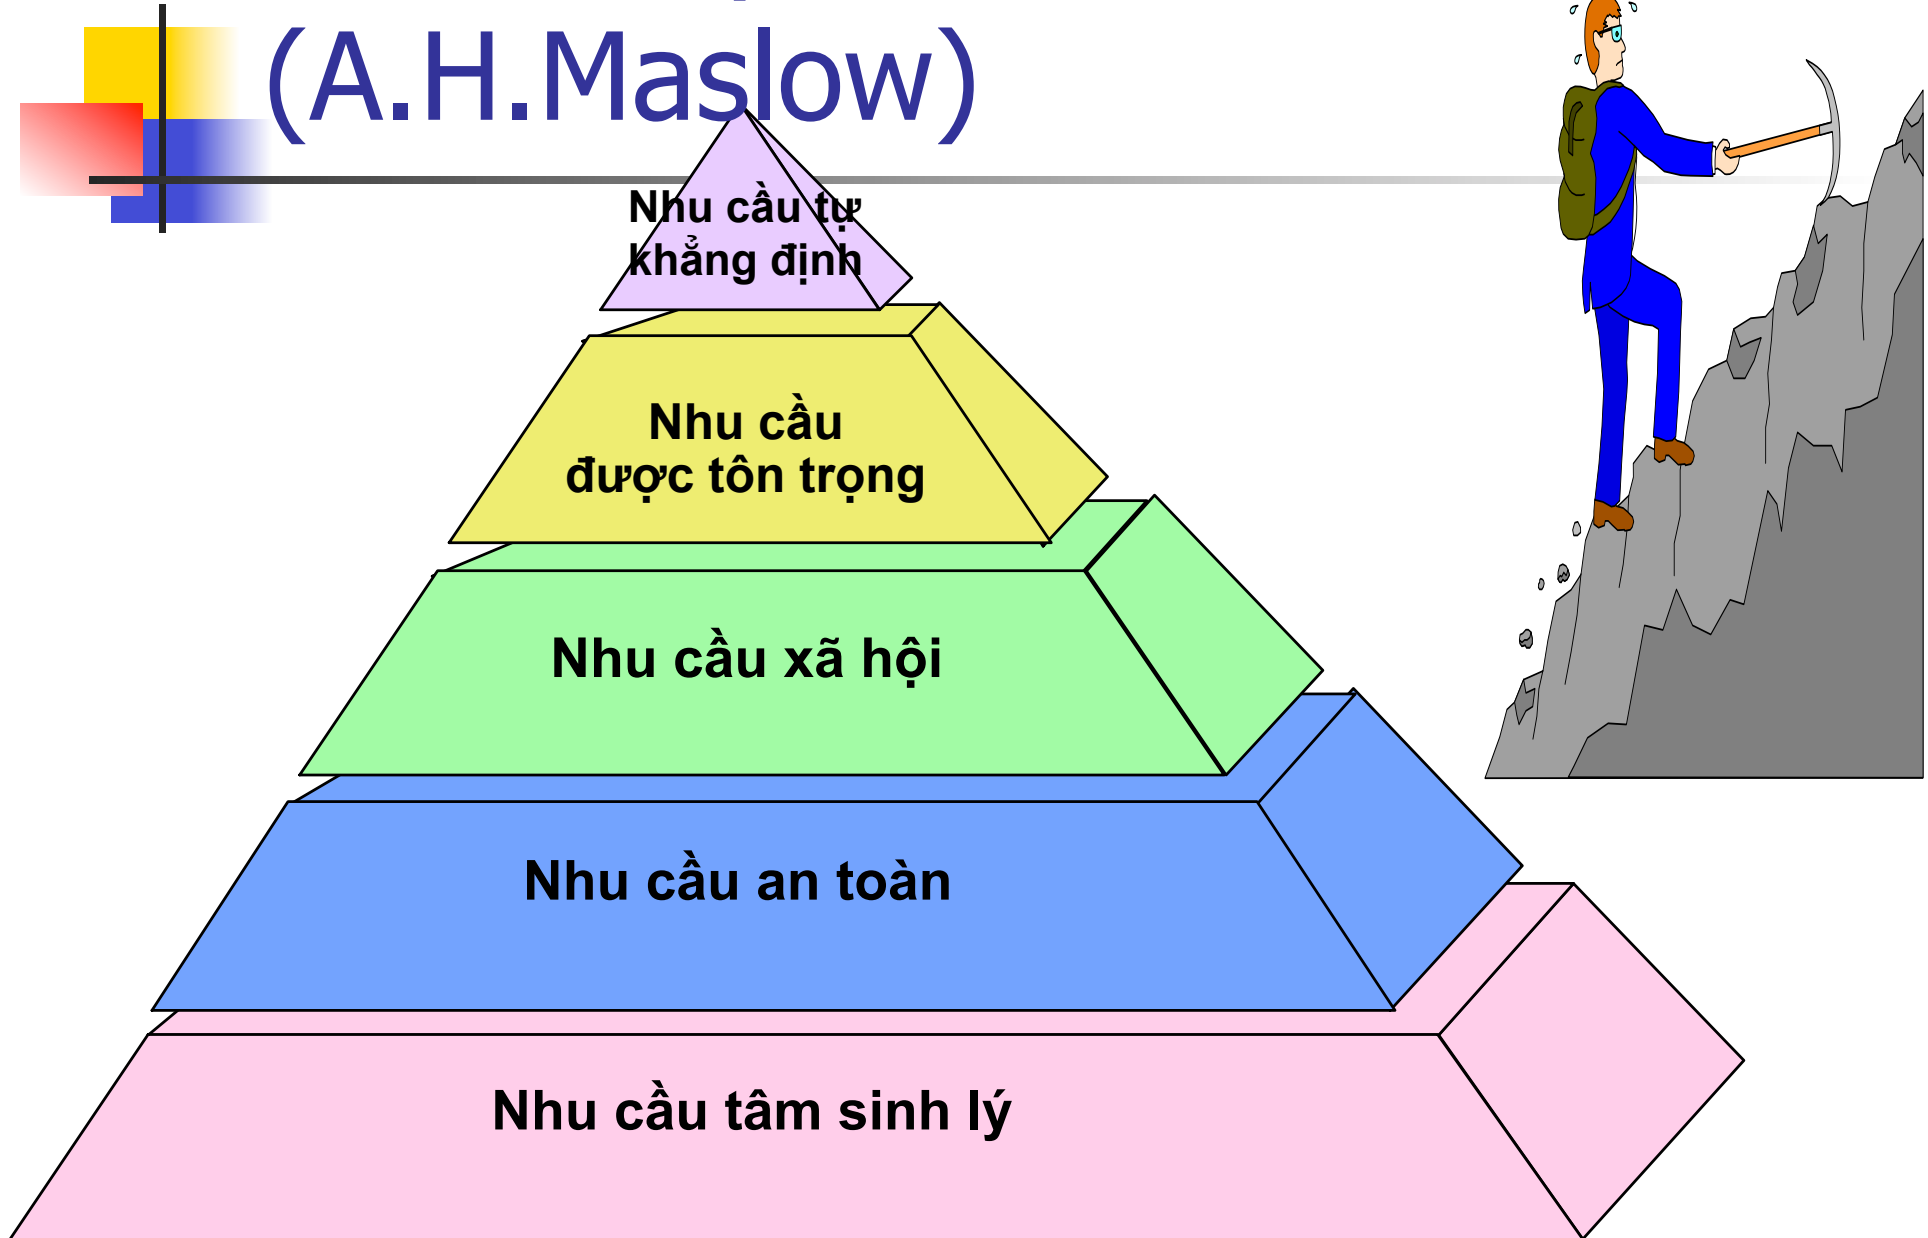 (A.H.Maslow)
Nhu cầu tự
khẳng định
Nhu cầu
được tôn trọng
Nhu cầu xã hội
Nhu cầu an toàn
Nhu cầu tâm sinh lý